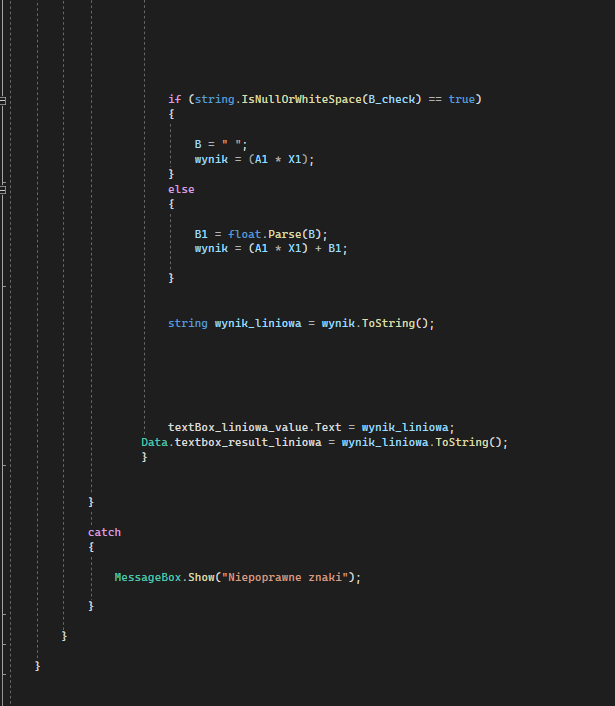 if (string.IsNullOrWhiteSpace(B_check) == true)
{
B = " ";
wynik = (A1 * X1);
}
else
{
B1 = float.Parse(B);
wynik = (A1 * X1) + B1;
}
string wynik_liniowa = wynik.ToString();
textBox_liniowa_value.Text = wynik_liniowa;
Data.textbox_result_liniowa = wynik_liniowa.ToString();
}
}
catch
{
MessageBox.Show("Niepoprawne znaki");
}
}
}